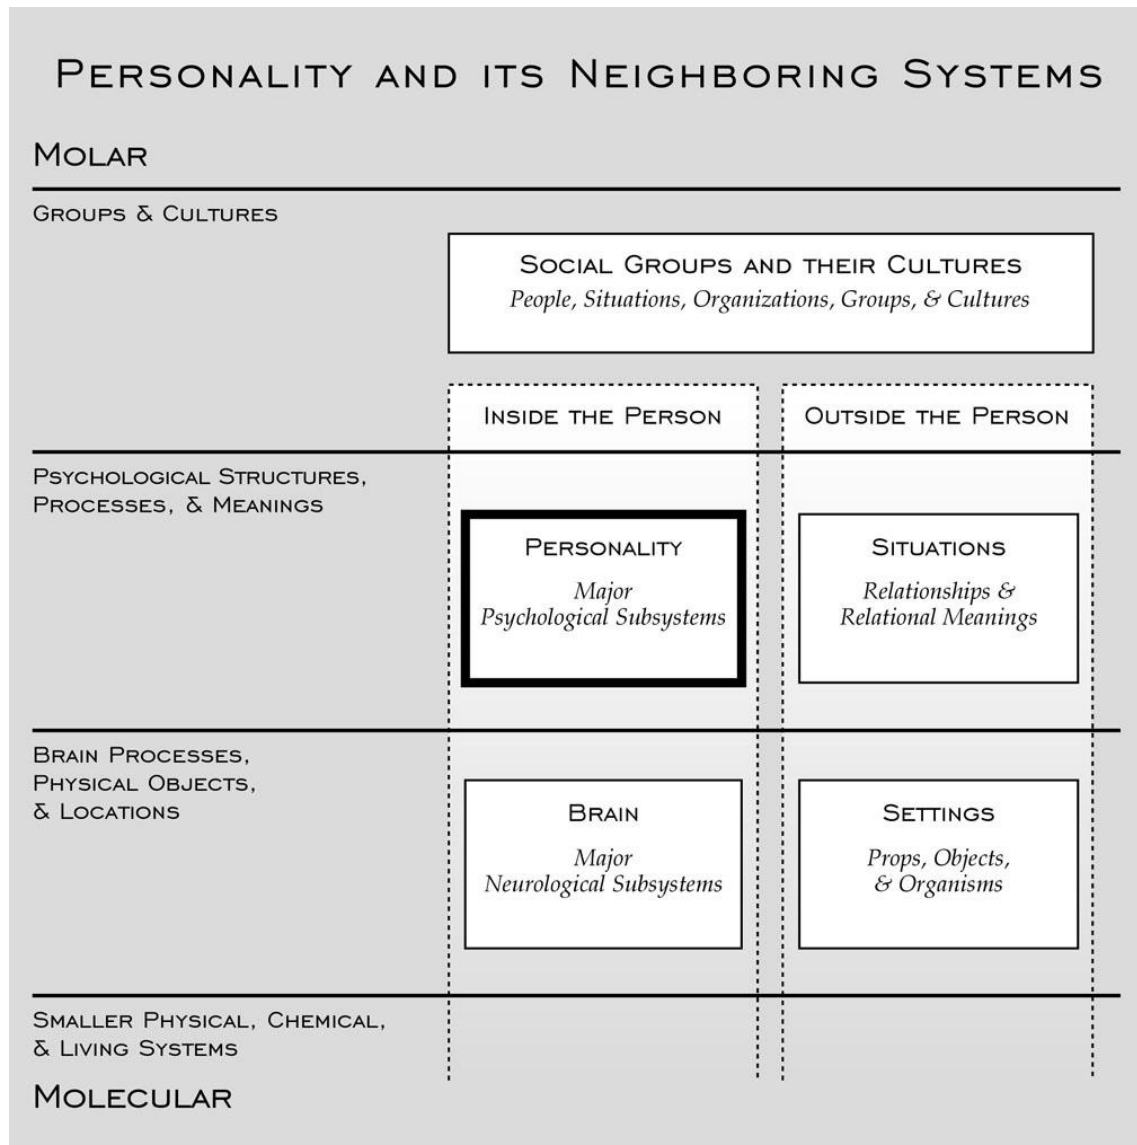 Personality and its Neighboring Systems
Molar
Groups & Cultures
Social Groups and their Cultures
People, Situations, Organizations, Groups, & Cultures
Inside the Person
Outside the Person
Psychological Structures,
Processes, & Meanings
Personality
Major
Psychological Subsystems
Situations
Relationships &
Relational Meanings
Brain Processes,
Physical Objects,
& Locations
Brain
Major
Neurological Subsystems
Settings
Props, Objects,
& Organisms
Smaller Physical, Chemical,
& Living Systems
Molecular